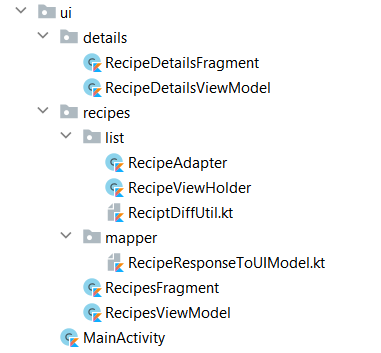 ui
details
RecipeDetailsFragment
RecipeDetailsViewModel
recipes
list
RecipeAdapter
RecipeViewHolder
ReciptDiffUtil.kt
mapper
RecipeResponseToUIModel.kt
RecipesFragment
RecipesViewModel
MainActivity